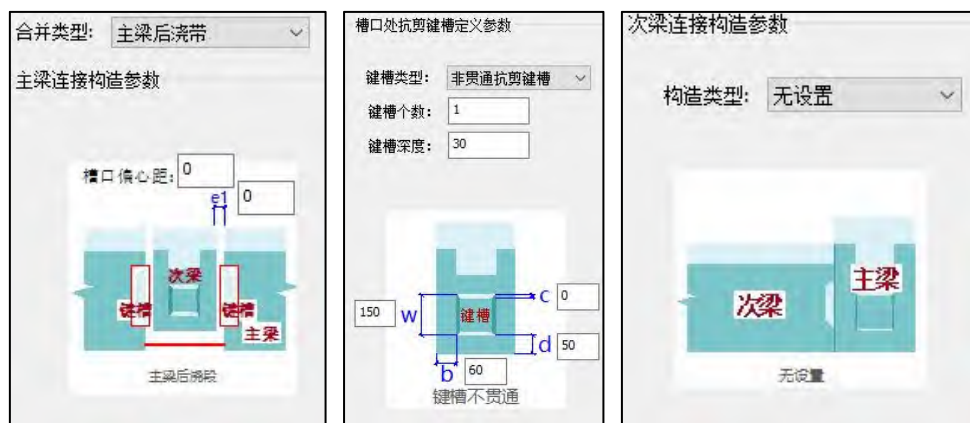 合并类型: 主梁后浇带
主梁连接构造参数
槽口偏心距: 0
e1 0
次梁
键槽 键槽
主梁
主梁后浇段
槽口处抗剪键槽定义参数
键槽类型: 非贯通抗剪键槽
键槽个数: 1
键槽深度: 30
c 0
150 w 键槽
d 50
b 60
键槽不贯通
次梁连接构造参数
构造类型: 无设置
主梁
次梁
无设置